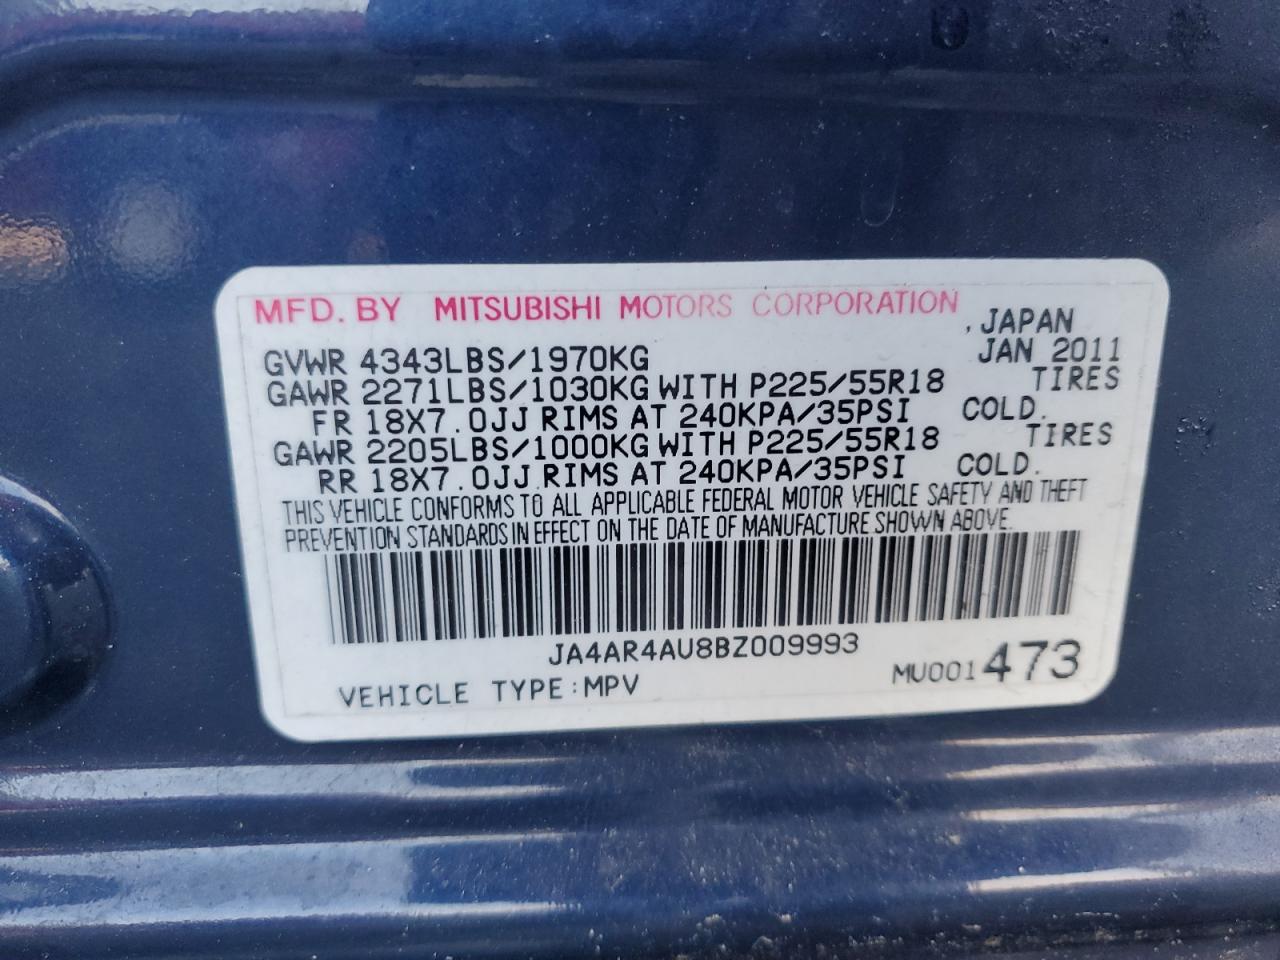 MFD. BY MITSUBISHI MOTORS CORPORATION
, JAPAN
GVWR 4343LBS/1970KG JAN 2011
GAWR 2271LBS/1030KG WITH P225/55R18 TIRES
FR 18X7.0JJ RIMS AT 240KPA/35PSI COLD.
GAWR 2205LBS/1000KG WITH P225/55R18 TIRES
RR 18X7.0JJ RIMS AT 240KPA/35PSI COLD.
THIS VEHICLE CONFORMS TO ALL APPLICABLE FEDERAL MOTOR VEHICLE SAFETY AND THEFT
PREVENTION STANDARDS IN EFFECT ON THE DATE OF MANUFACTURE SHOWN ABOVE.
JA4AR4AU8BZ009993
VEHICLE TYPE:MPV MU001473